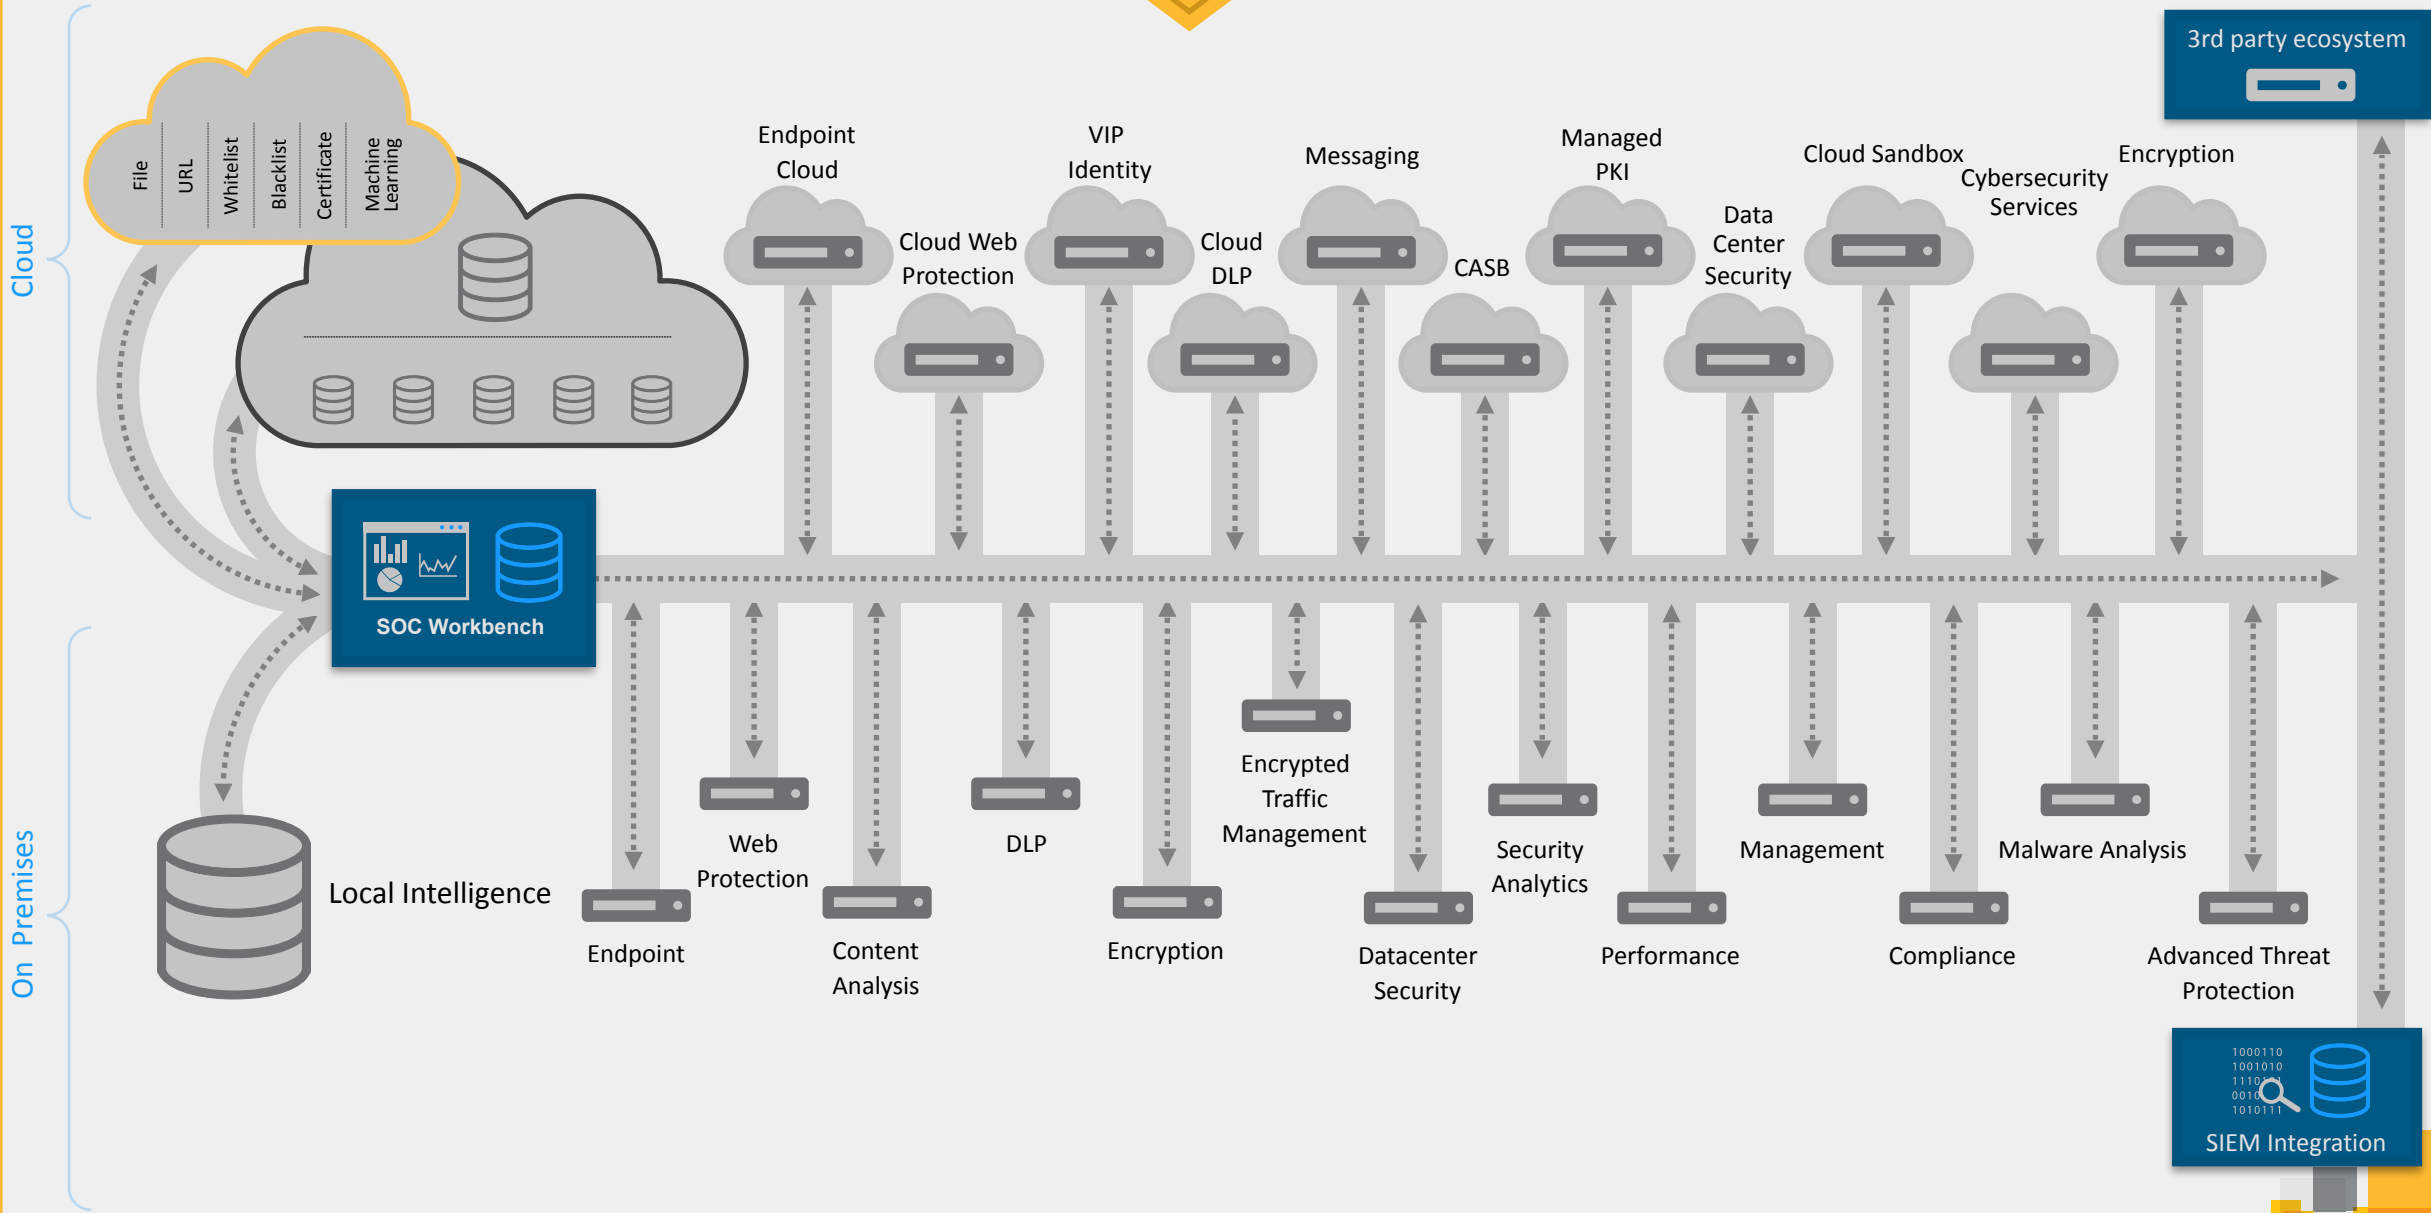 3rd party ecosystem
File
URL
Whitelist
Blacklist
Certificate
Machine
Learning
Endpoint
Cloud
Cloud Web
Protection
VIP
Identity
Cloud
DLP
Messaging
CASB
Managed
PKI
Data
Center
Security
Cloud Sandbox
Cybersecurity
Services
Encryption
Cloud
SOC Workbench
On Premises
Local Intelligence
Endpoint
Web
Protection
Content
Analysis
DLP
Encryption
Encrypted
Traffic
Management
Datacenter
Security
Security
Analytics
Performance
Management
Compliance
Malware Analysis
Advanced Threat
Protection
1000110
1001010
1010111
SIEM Integration